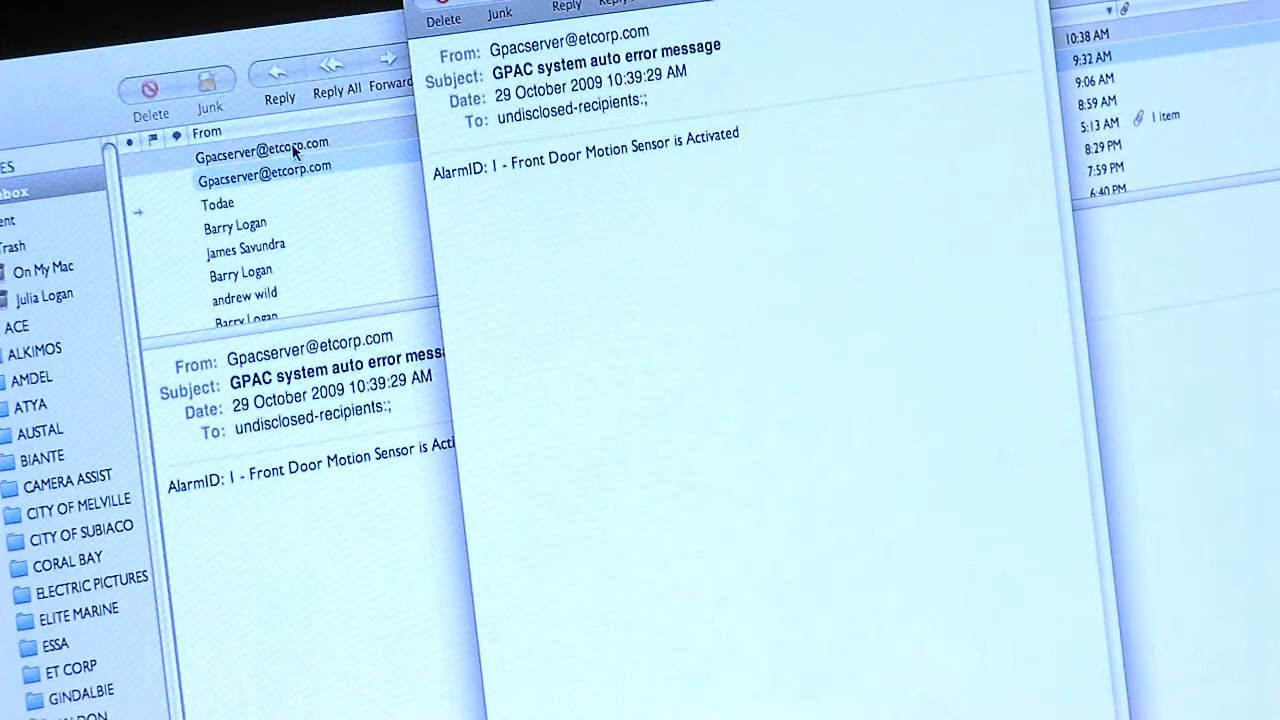 Delete
Junk
Reply
Reply All
Forward
From
Gpacserver@etcorp.com
Gpacserver@etcorp.com
Todae
Barry Logan
James Savundra
Barry Logan
andrew wild
Barry Logan
On My Mac
Julia Logan
ACE
ALKIMOS
AMDEL
ATYA
AUSTAL
BIANTE
CAMERA ASSIST
CITY OF MELVILLE
CITY OF SUBIACO
CORAL BAY
ELECTRIC PICTURES
ELITE MARINE
ESSA
ET CORP
GINDALBIE
From: Gpacserver@etcorp.com
Subject: GPAC system auto error messa
Date: 29 October 2009 10:39:29 AM
To: undisclosed-recipients:;
AlarmID: 1 - Front Door Motion Sensor is Acti
Delete
Junk
Reply
From: Gpacserver@etcorp.com
Subject: GPAC system auto error message
Date: 29 October 2009 10:39:29 AM
To: undisclosed-recipients:;
AlarmID: 1 - Front Door Motion Sensor is Activated
10:38 AM
9:32 AM
9:06 AM
8:59 AM
5:13 AM 1 item
8:29 PM
7:59 PM
6:40 PM